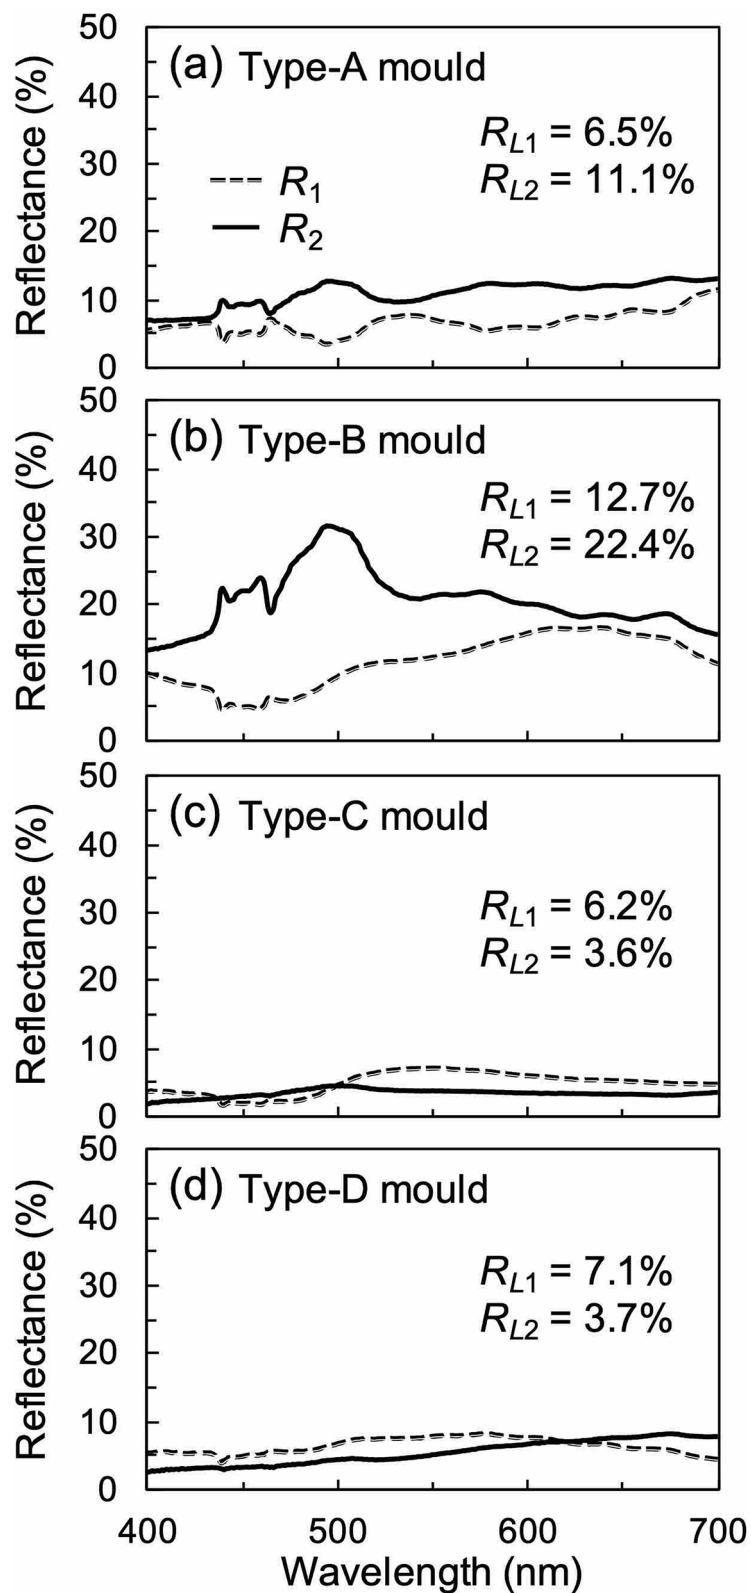 (a) Type-A mould
R_L1 = 6.5%
R_L2 = 11.1%
R1
R2
Reflectance (%)
50
40
30
20
10
0
(b) Type-B mould
R_L1 = 12.7%
R_L2 = 22.4%
Reflectance (%)
50
40
30
20
10
0
(c) Type-C mould
R_L1 = 6.2%
R_L2 = 3.6%
Reflectance (%)
50
40
30
20
10
0
(d) Type-D mould
R_L1 = 7.1%
R_L2 = 3.7%
Reflectance (%)
50
40
30
20
10
0
400 500 600 700
Wavelength (nm)